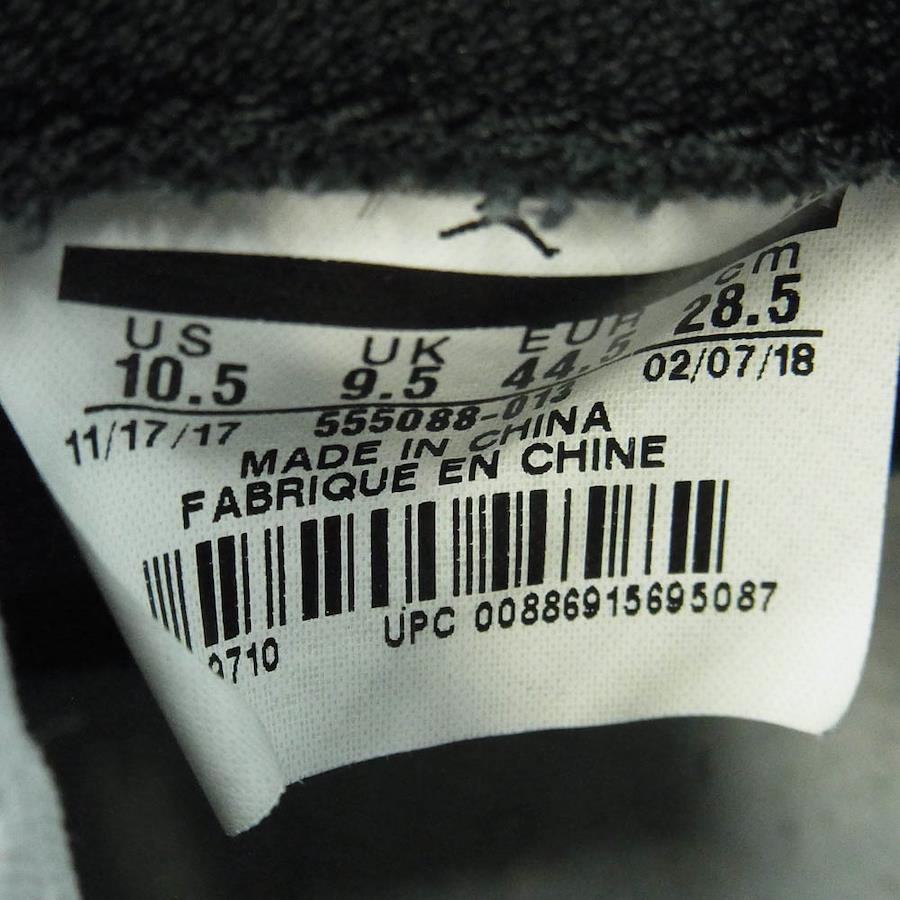 US UK EUR cm
10.5 9.5 44.5 28.5
11/17/17 555088-013 02/07/18
MADE IN CHINA
FABRIQUE EN CHINE
UPC 00886915695087